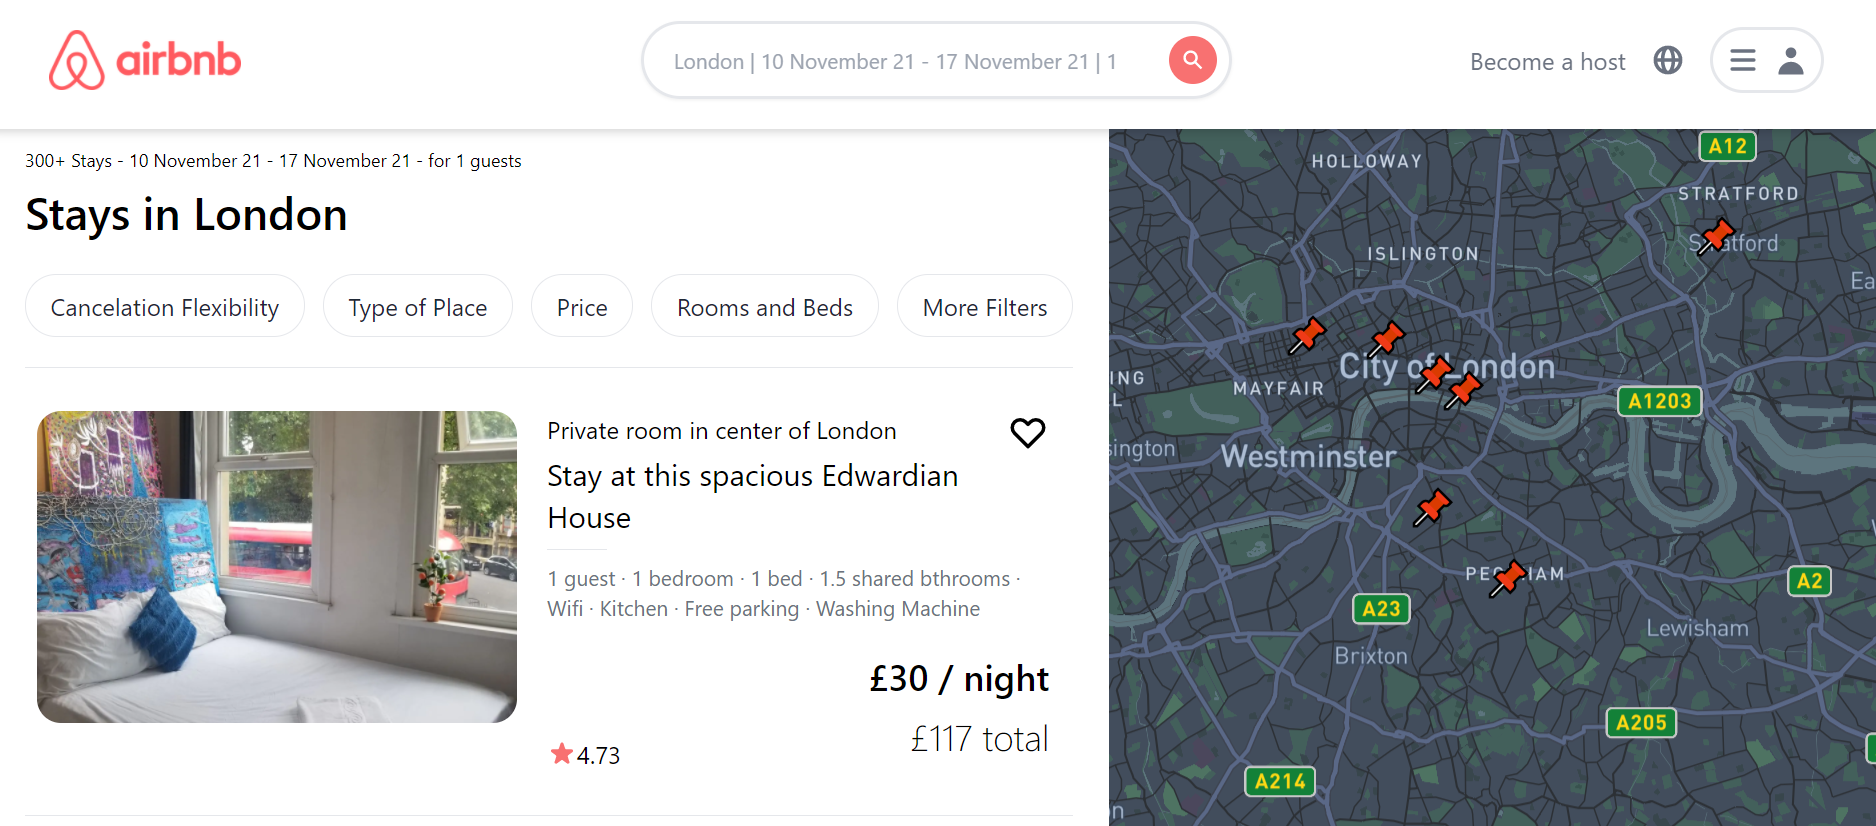 airbnb
London | 10 November 21 - 17 November 21 | 1
Become a host
300+ Stays - 10 November 21 - 17 November 21 - for 1 guests
Stays in London
Cancelation Flexibility
Type of Place
Price
Rooms and Beds
More Filters
Private room in center of London
Stay at this spacious Edwardian
House
1 guest · 1 bedroom · 1 bed · 1.5 shared bthrooms ·
Wifi · Kitchen · Free parking · Washing Machine
£30 / night
£117 total
4.73
HOLLOWAY
A12
STRATFORD
ISLINGTON
Stratford
City of London
MAYFAIR
A1203
Westminster
A23
A2
Lewisham
Brixton
A205
A214